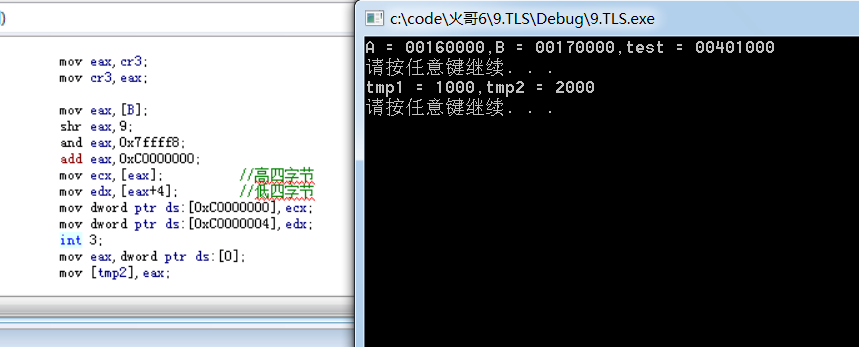 )
mov eax,cr3;
mov cr3,eax;
mov eax,[B];
shr eax,9;
and eax,0x7ffff8;
add eax,0xC0000000;
mov ecx,[eax]; //高四字节
mov edx,[eax+4]; //低四字节
mov dword ptr ds:[0xC0000000],ecx;
mov dword ptr ds:[0xC0000004],edx;
int 3;
mov eax,dword ptr ds:[0];
mov [tmp2],eax;
c:\code\火哥6\9.TLS\Debug\9.TLS.exe
A = 00160000,B = 00170000,test = 00401000
请按任意键继续. . .
tmp1 = 1000,tmp2 = 2000
请按任意键继续. . .